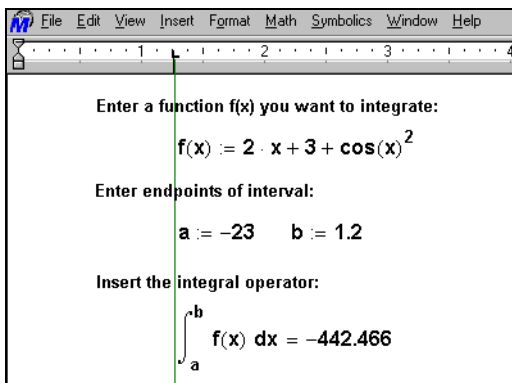 File Edit View Insert Format Math Symbolics Window Help
1 2 3 4
Enter a function f(x) you want to integrate:
f(x) := 2 · x + 3 + cos(x)²
Enter endpoints of interval:
a := −23 b := 1.2
Insert the integral operator:
∫ₐᵇ f(x) dx = −442.466